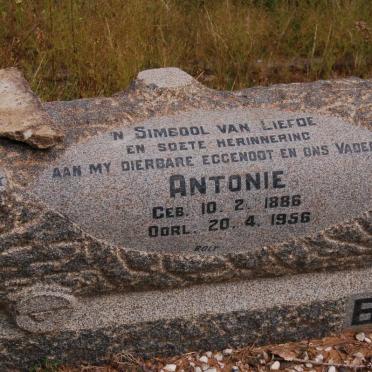 'N SIMBOOL VAN LIEFDE
EN SOETE HERINNERING
AAN MY DIERBARE EGGENOOT EN ONS VADER
ANTONIE
GEB. 10. 2. 1886
OORL. 20. 4. 1956
ROLF